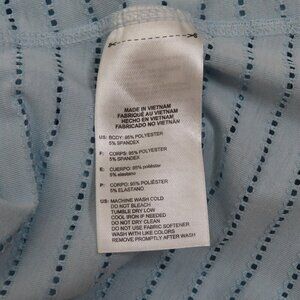 MADE IN VIETNAM
FABRIQUÉ AU VIETNAM
HECHO EN VIETNAM
FABRICADO NO VIETNÃ
US: BODY: 95% POLYESTER
5% SPANDEX
F: CORPS: 95% POLYESTER
5% ELASTHANNE
E: CUERPO: 95% poliéster
5% elastano
P: CORPO: 95% POLIÉSTER
5% ELASTANO
US: MACHINE WASH COLD
DO NOT BLEACH
TUMBLE DRY LOW
COOL IRON IF NEEDED
DO NOT DRY CLEAN
DO NOT USE FABRIC SOFTENER
WASH WITH LIKE COLORS
REMOVE PROMPTLY AFTER WASH